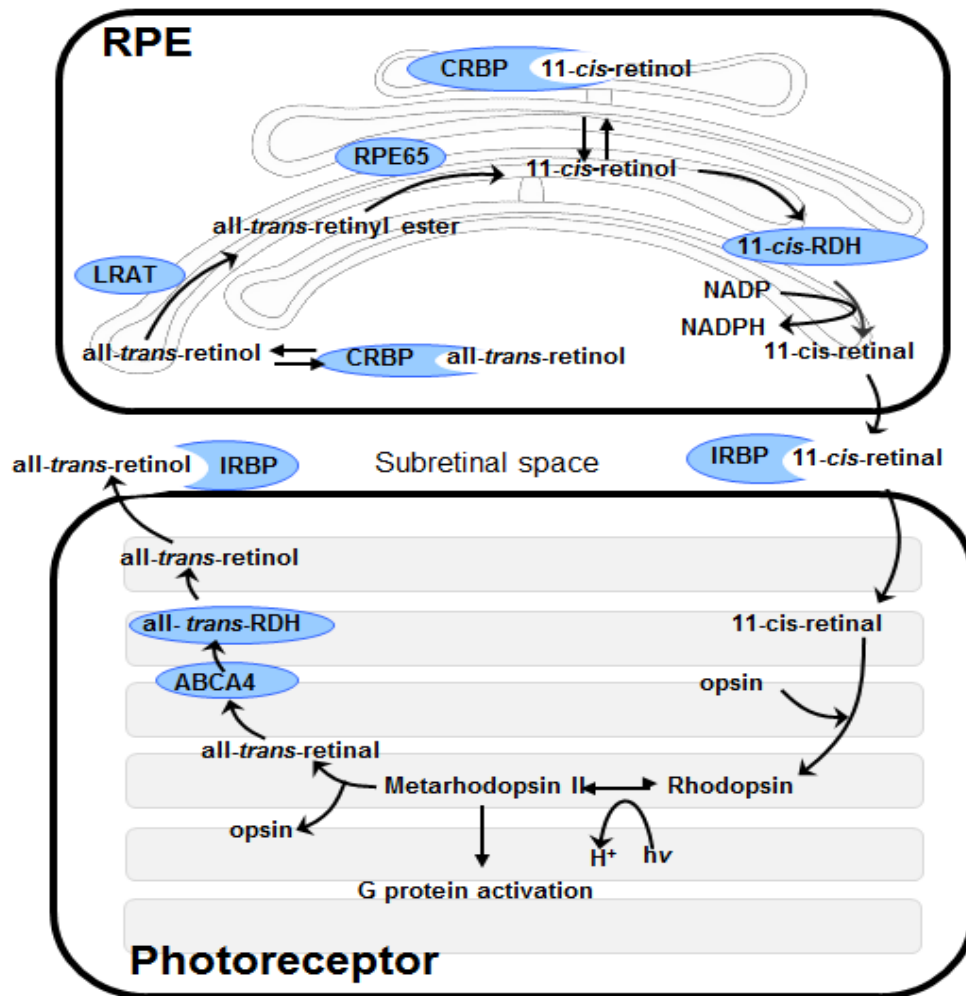 RPE
CRBP 11-cis-retinol
RPE65
11-cis-retinol
all-trans-retinyl ester
11-cis-RDH
LRAT
NADP
NADPH
all-trans-retinol
CRBP all-trans-retinol
11-cis-retinal
all-trans-retinol IRBP
Subretinal space
IRBP 11-cis-retinal
all-trans-retinol
all- trans-RDH
11-cis-retinal
ABCA4
opsin
all-trans-retinal
Metarhodopsin II
Rhodopsin
opsin
H+
hv
G protein activation
Photoreceptor